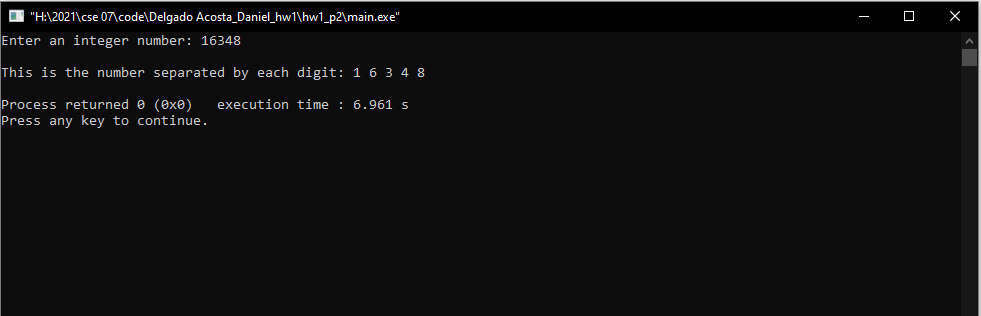 "H:\2021\cse 07\code\Delgado Acosta_Daniel_hw1\hw1_p2\main.exe"
Enter an integer number: 16348
This is the number separated by each digit: 1 6 3 4 8
Process returned 0 (0x0)   execution time : 6.961 s
Press any key to continue.